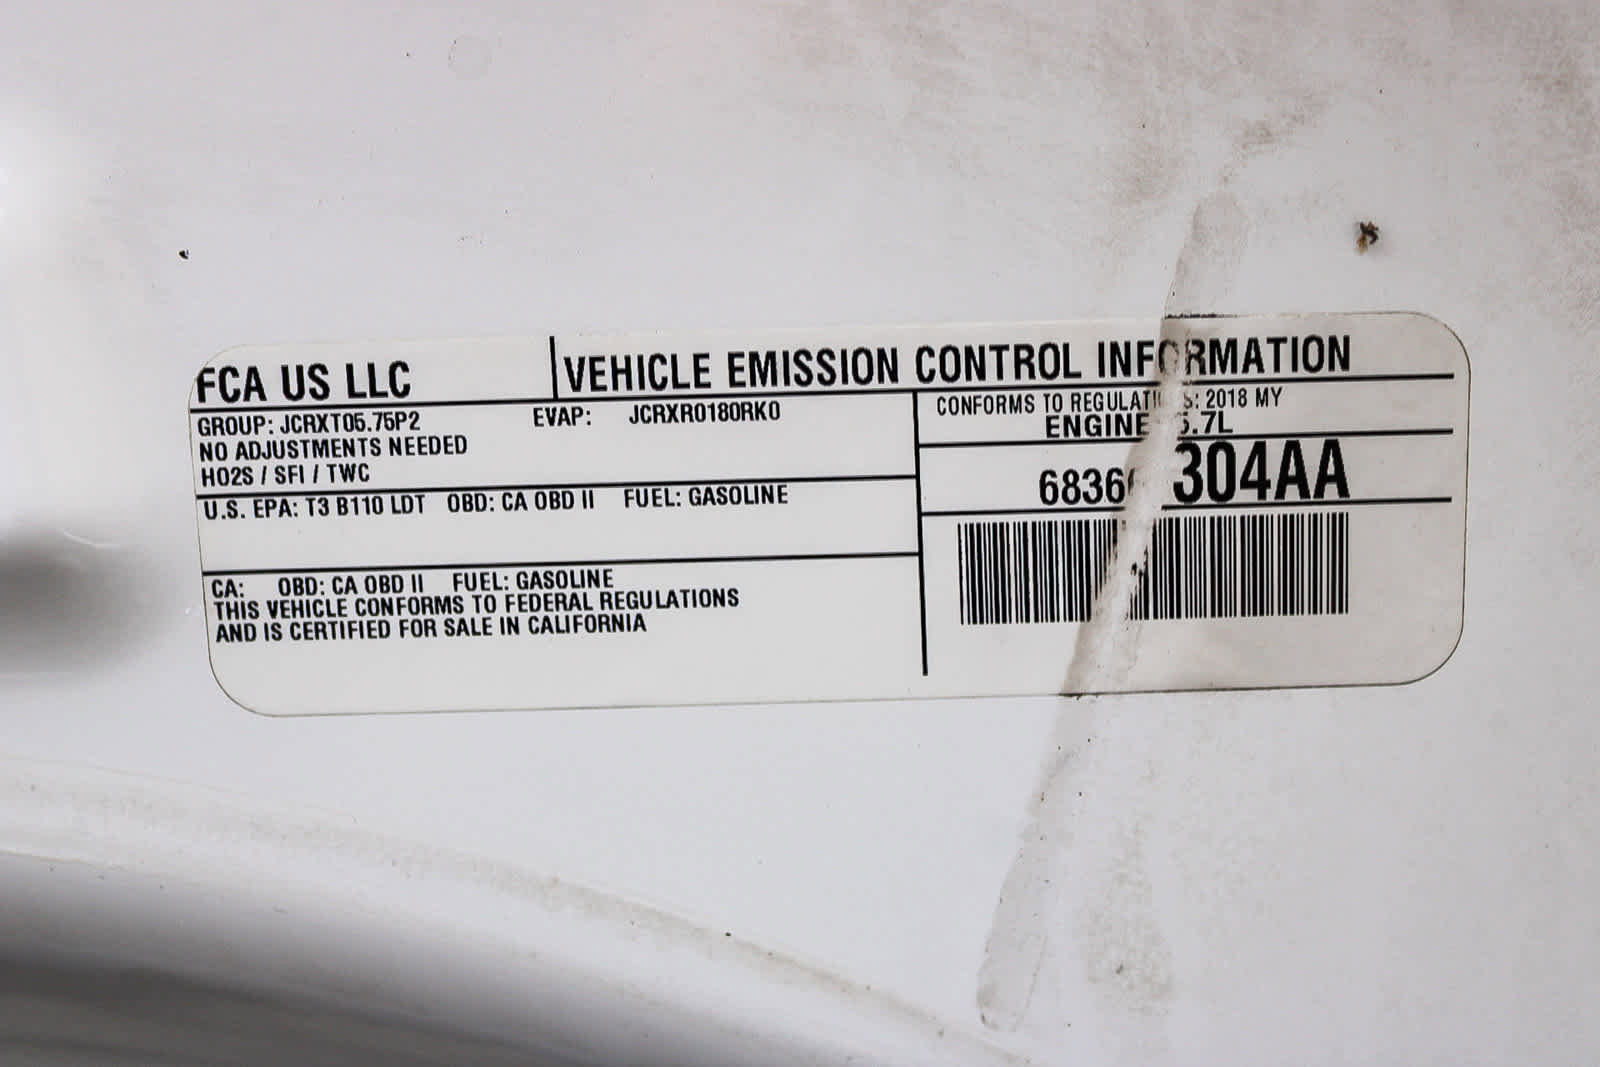 FCA US LLC
VEHICLE EMISSION CONTROL INFORMATION
GROUP: JCRXT05.75P2 EVAP: JCRXR0180RK0
NO ADJUSTMENTS NEEDED
HO2S / SFI / TWC
U.S. EPA: T3 B110 LDT OBD: CA OBD II FUEL: GASOLINE
CA: OBD: CA OBD II FUEL: GASOLINE
THIS VEHICLE CONFORMS TO FEDERAL REGULATIONS
AND IS CERTIFIED FOR SALE IN CALIFORNIA
CONFORMS TO REGULATIONS: 2018 MY
ENGINE 5.7L
304AA